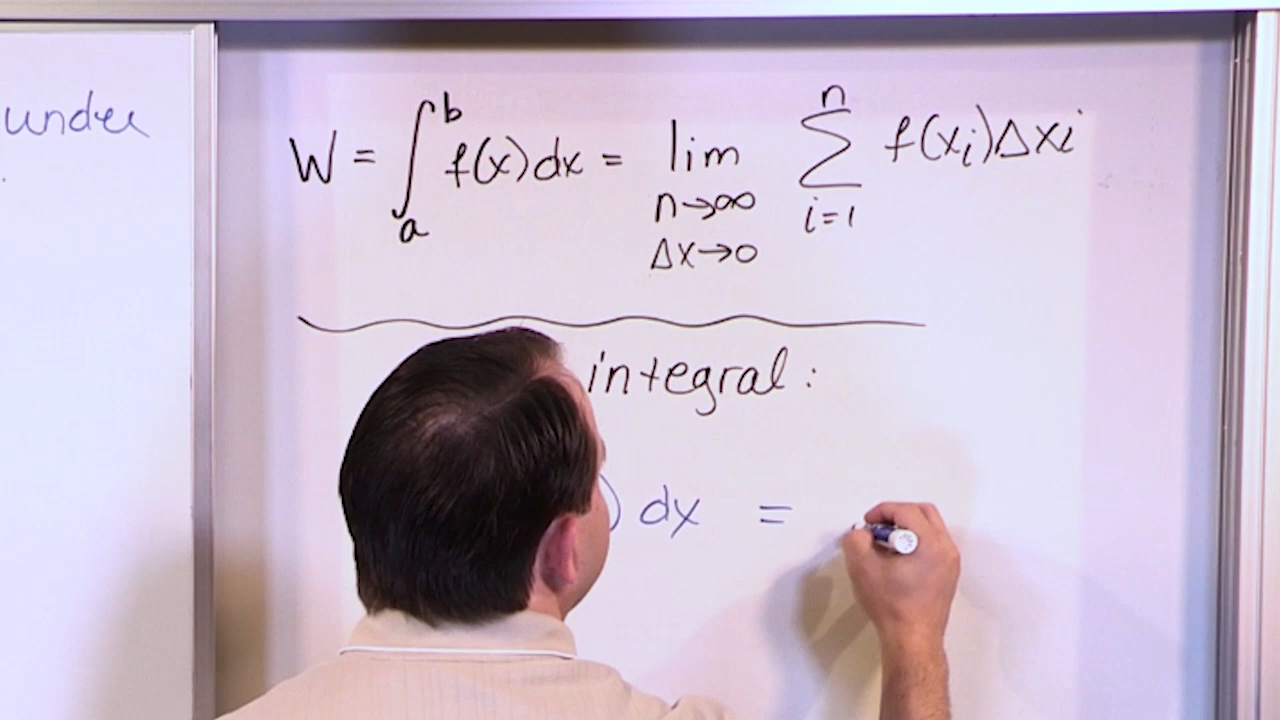 under
.
W = ∫_a^b f(x)dx = lim_{n→∞, Δx→0} Σ_{i=1}^n f(x_i)Δx_i
integral :
) dx =